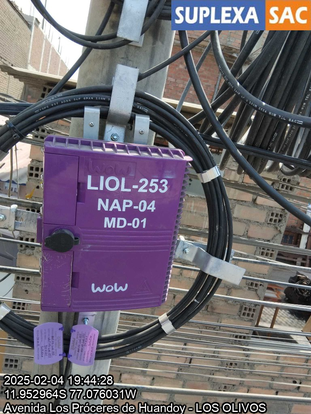 SUPLEXA SAC
LIOL-253
NAP-04
MD-01
WOW
2025-02-04 19:44:28
11.952964S 77.076031W
Avenida Los Próceres de Huandoy - LOS OLIVOS